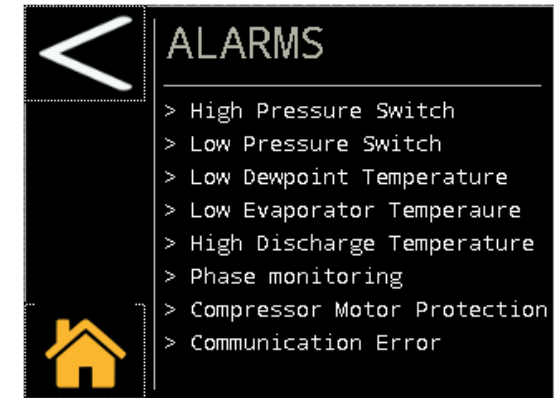 ALARMS
> High Pressure Switch
> Low Pressure Switch
> Low Dewpoint Temperature
> Low Evaporator Temperaure
> High Discharge Temperature
> Phase monitoring
> Compressor Motor Protection
> Communication Error